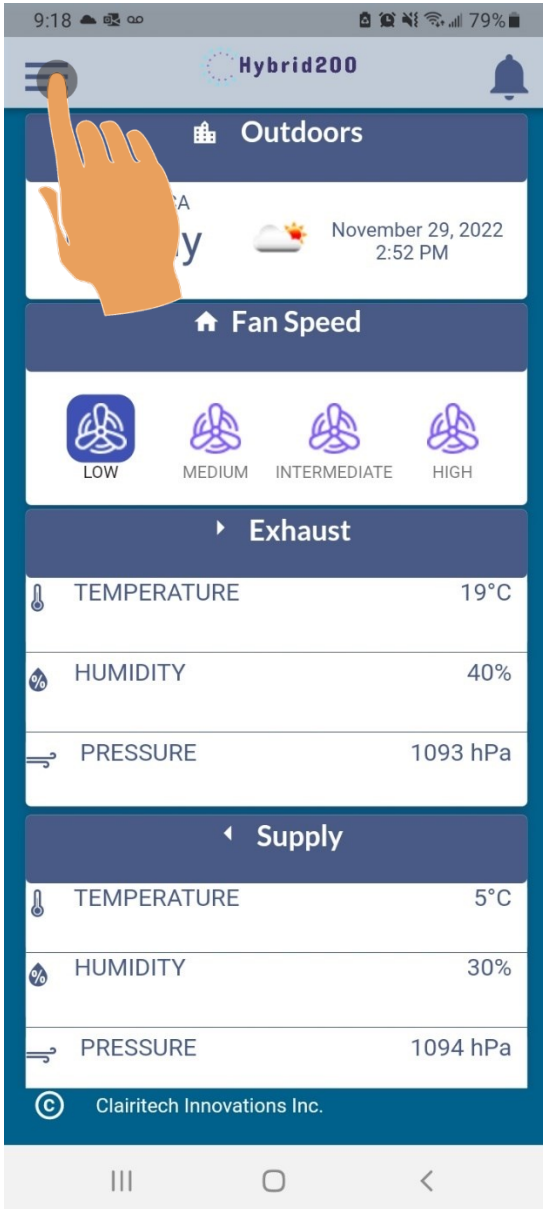 9:18 79%
Hybrid200
Outdoors
CA
y
November 29, 2022
2:52 PM
Fan Speed
LOW MEDIUM INTERMEDIATE HIGH
Exhaust
TEMPERATURE 19°C
% HUMIDITY 40%
PRESSURE 1093 hPa
Supply
TEMPERATURE 5°C
% HUMIDITY 30%
PRESSURE 1094 hPa
© Clairitech Innovations Inc.